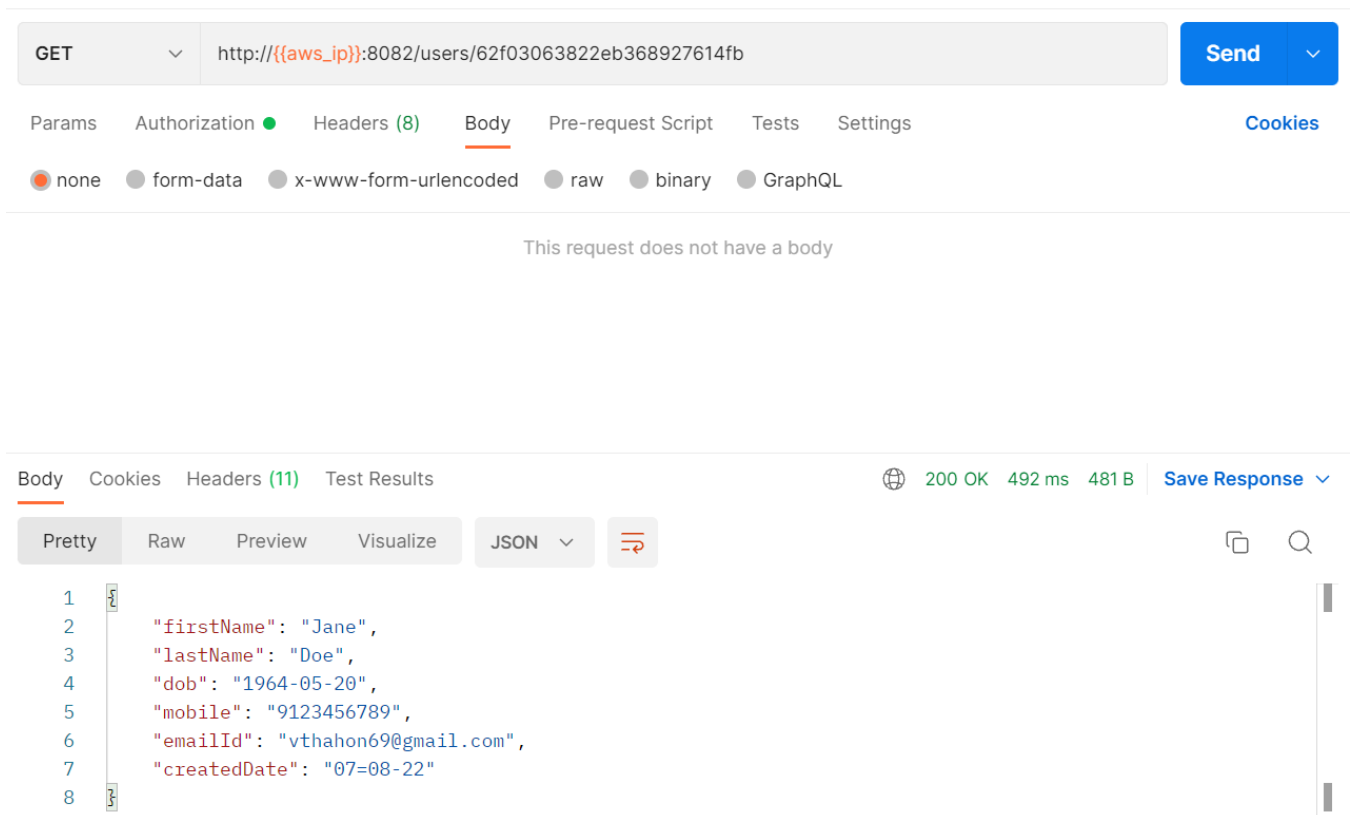 GET http://{{aws_ip}}:8082/users/62f03063822eb368927614fb Send
Params Authorization Headers (8) Body Pre-request Script Tests Settings Cookies
none form-data x-www-form-urlencoded raw binary GraphQL
This request does not have a body
Body Cookies Headers (11) Test Results 200 OK 492 ms 481 B Save Response
Pretty Raw Preview Visualize JSON
1 {
2 "firstName": "Jane",
3 "lastName": "Doe",
4 "dob": "1964-05-20",
5 "mobile": "9123456789",
6 "emailId": "vthahon69@gmail.com",
7 "createdDate": "07=08-22"
8 }